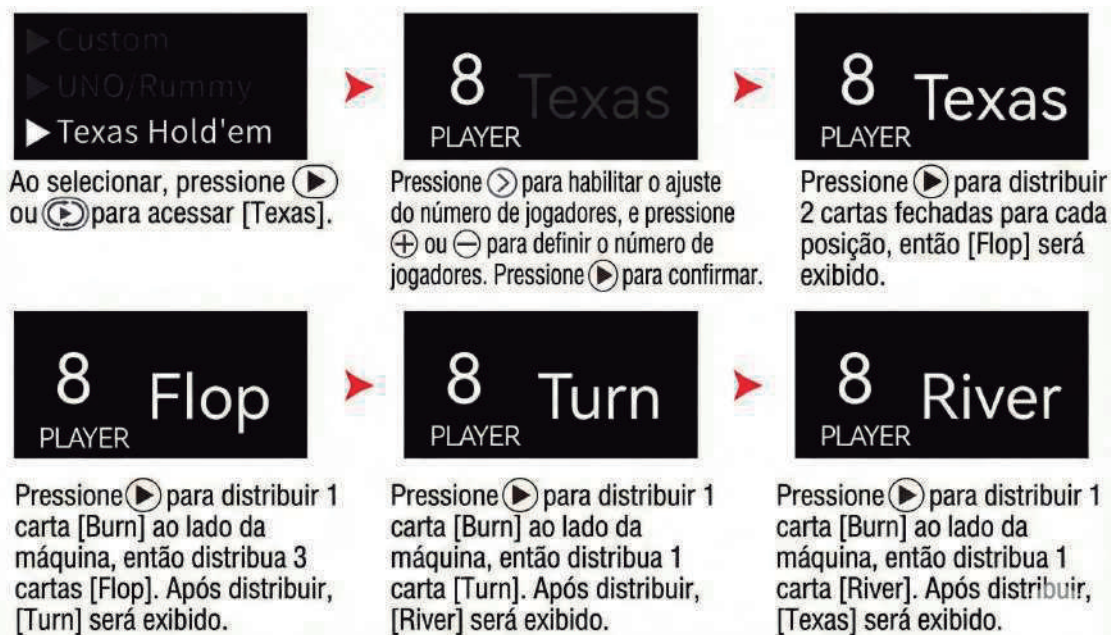 ▶Custom
▶UNO/Rummy
▶Texas Hold'em
Ao selecionar, pressione
ou para acessar [Texas].
8 Texas
PLAYER
Pressione para habilitar o ajuste
do número de jogadores, e pressione
ou para definir o número de
jogadores. Pressione para confirmar.
8 Texas
PLAYER
Pressione para distribuir
2 cartas fechadas para cada
posição, então [Flop] será
exibido.
8 Flop
PLAYER
Pressione para distribuir 1
carta [Burn] ao lado da
máquina, então distribua 3
cartas [Flop]. Após distribuir,
[Turn] será exibido.
8 Turn
PLAYER
Pressione para distribuir 1
carta [Burn] ao lado da
máquina, então distribua 1
carta [Turn]. Após distribuir,
[River] será exibido.
8 River
PLAYER
Pressione para distribuir 1
carta [Burn] ao lado da
máquina, então distribua 1
carta [River]. Após distribuir,
[Texas] será exibido.